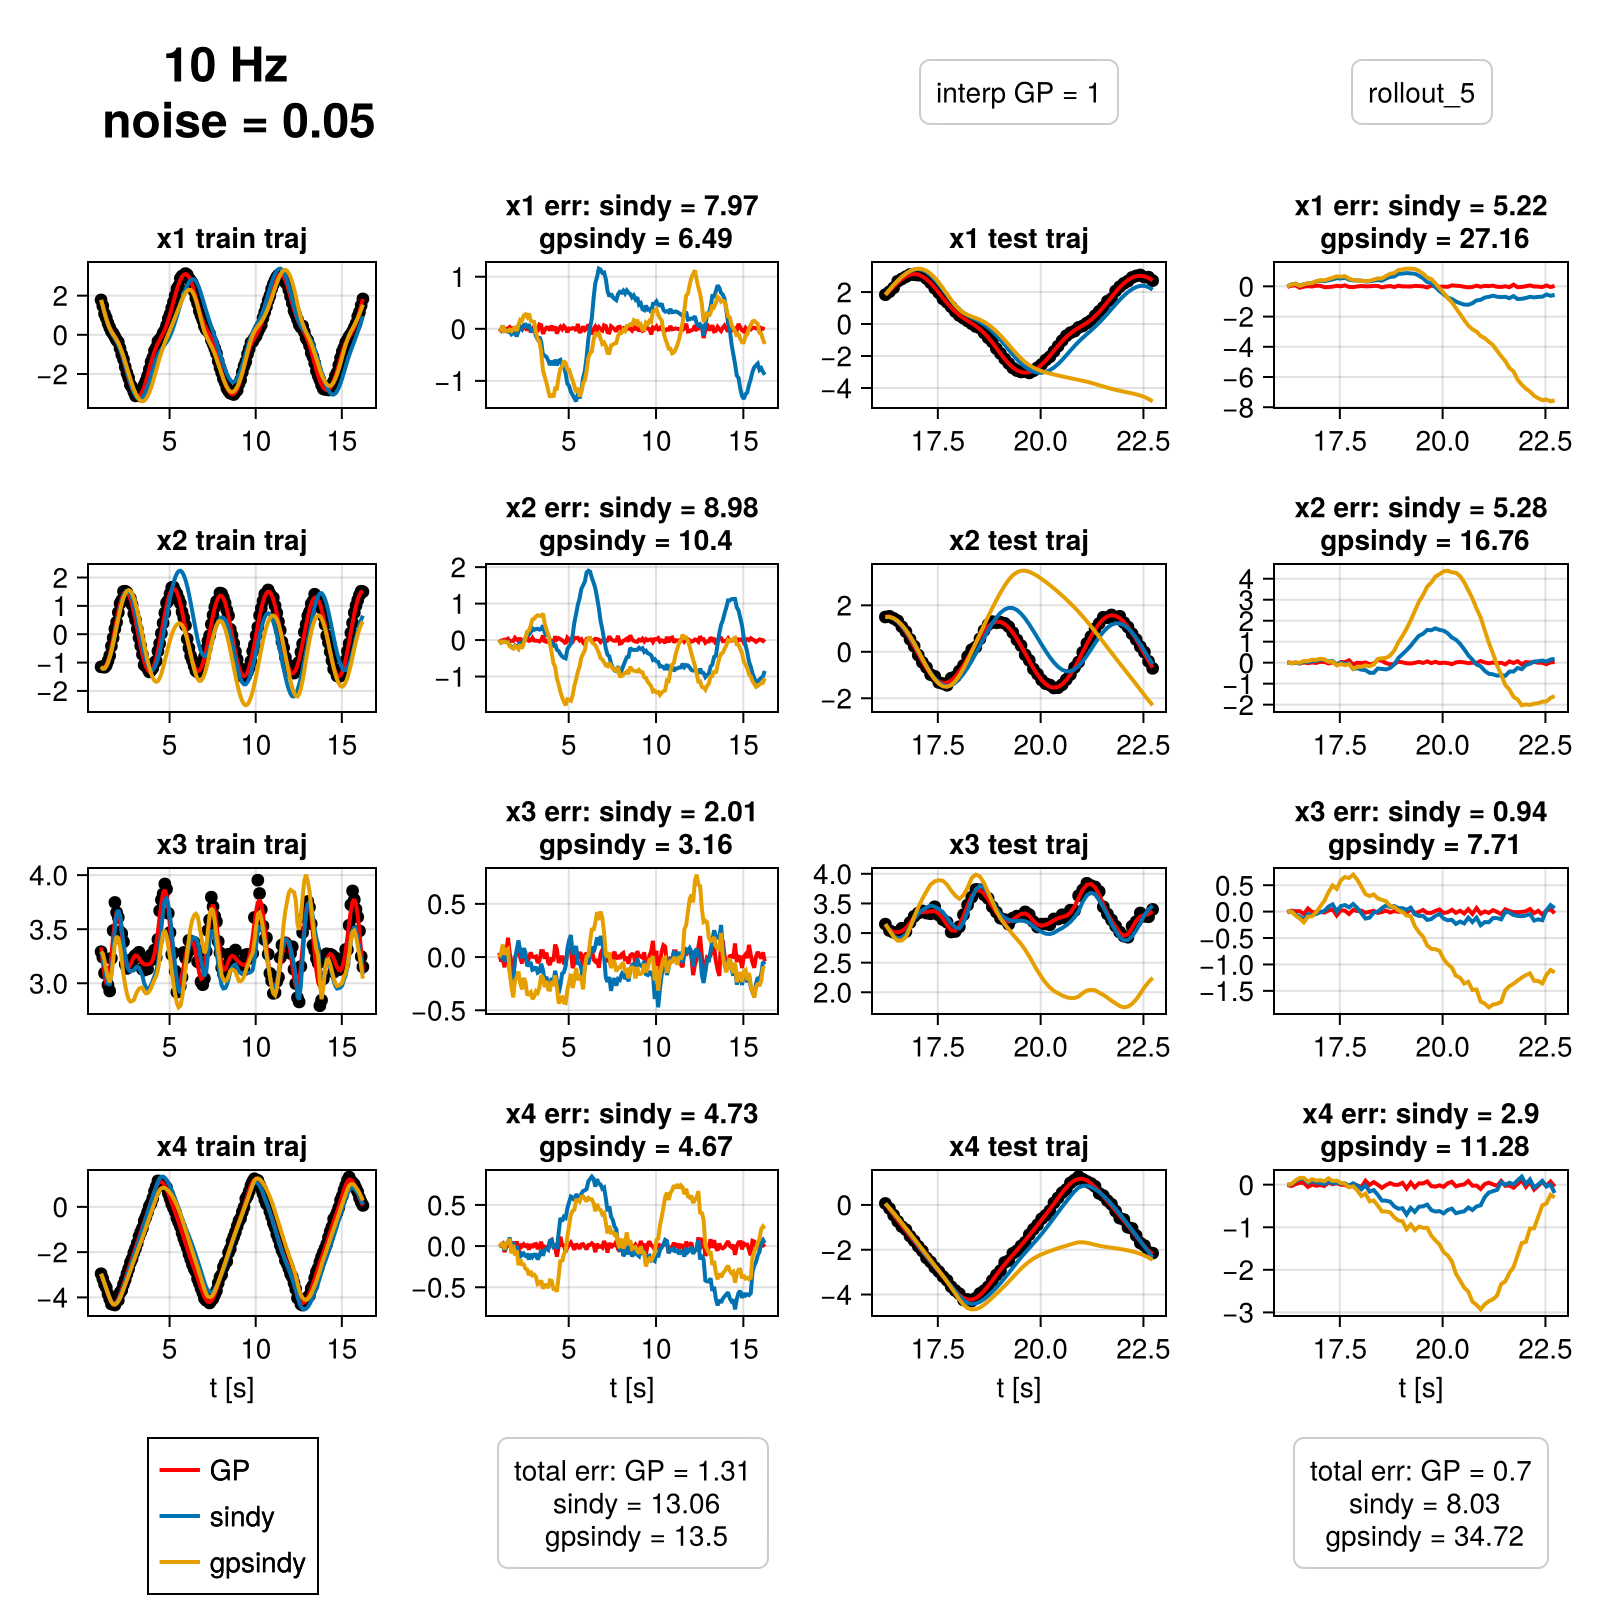 10 Hz
noise = 0.05
interp GP = 1
rollout_5
x1 train traj
2
0
−2
5 10 15
x1 err: sindy = 7.97
gpsindy = 6.49
1
0
−1
5 10 15
x1 test traj
2
0
−2
−4
17.5 20.0 22.5
x1 err: sindy = 5.22
gpsindy = 27.16
0
−2
−4
−6
−8
17.5 20.0 22.5
x2 train traj
2
1
0
−1
−2
5 10 15
x2 err: sindy = 8.98
gpsindy = 10.4
2
1
0
−1
5 10 15
x2 test traj
2
0
−2
17.5 20.0 22.5
x2 err: sindy = 5.28
gpsindy = 16.76
4
3
2
1
0
−1
−2
17.5 20.0 22.5
x3 train traj
4.0
3.5
3.0
5 10 15
x3 err: sindy = 2.01
gpsindy = 3.16
0.5
0.0
−0.5
5 10 15
x3 test traj
4.0
3.5
3.0
2.5
2.0
17.5 20.0 22.5
x3 err: sindy = 0.94
gpsindy = 7.71
0.5
0.0
−0.5
−1.0
−1.5
17.5 20.0 22.5
x4 train traj
0
−2
−4
5 10 15
t [s]
x4 err: sindy = 4.73
gpsindy = 4.67
0.5
0.0
−0.5
5 10 15
t [s]
x4 test traj
0
−2
−4
17.5 20.0 22.5
t [s]
x4 err: sindy = 2.9
gpsindy = 11.28
0
−1
−2
−3
17.5 20.0 22.5
t [s]
GP
sindy
gpsindy
total err: GP = 1.31
sindy = 13.06
gpsindy = 13.5
total err: GP = 0.7
sindy = 8.03
gpsindy = 34.72